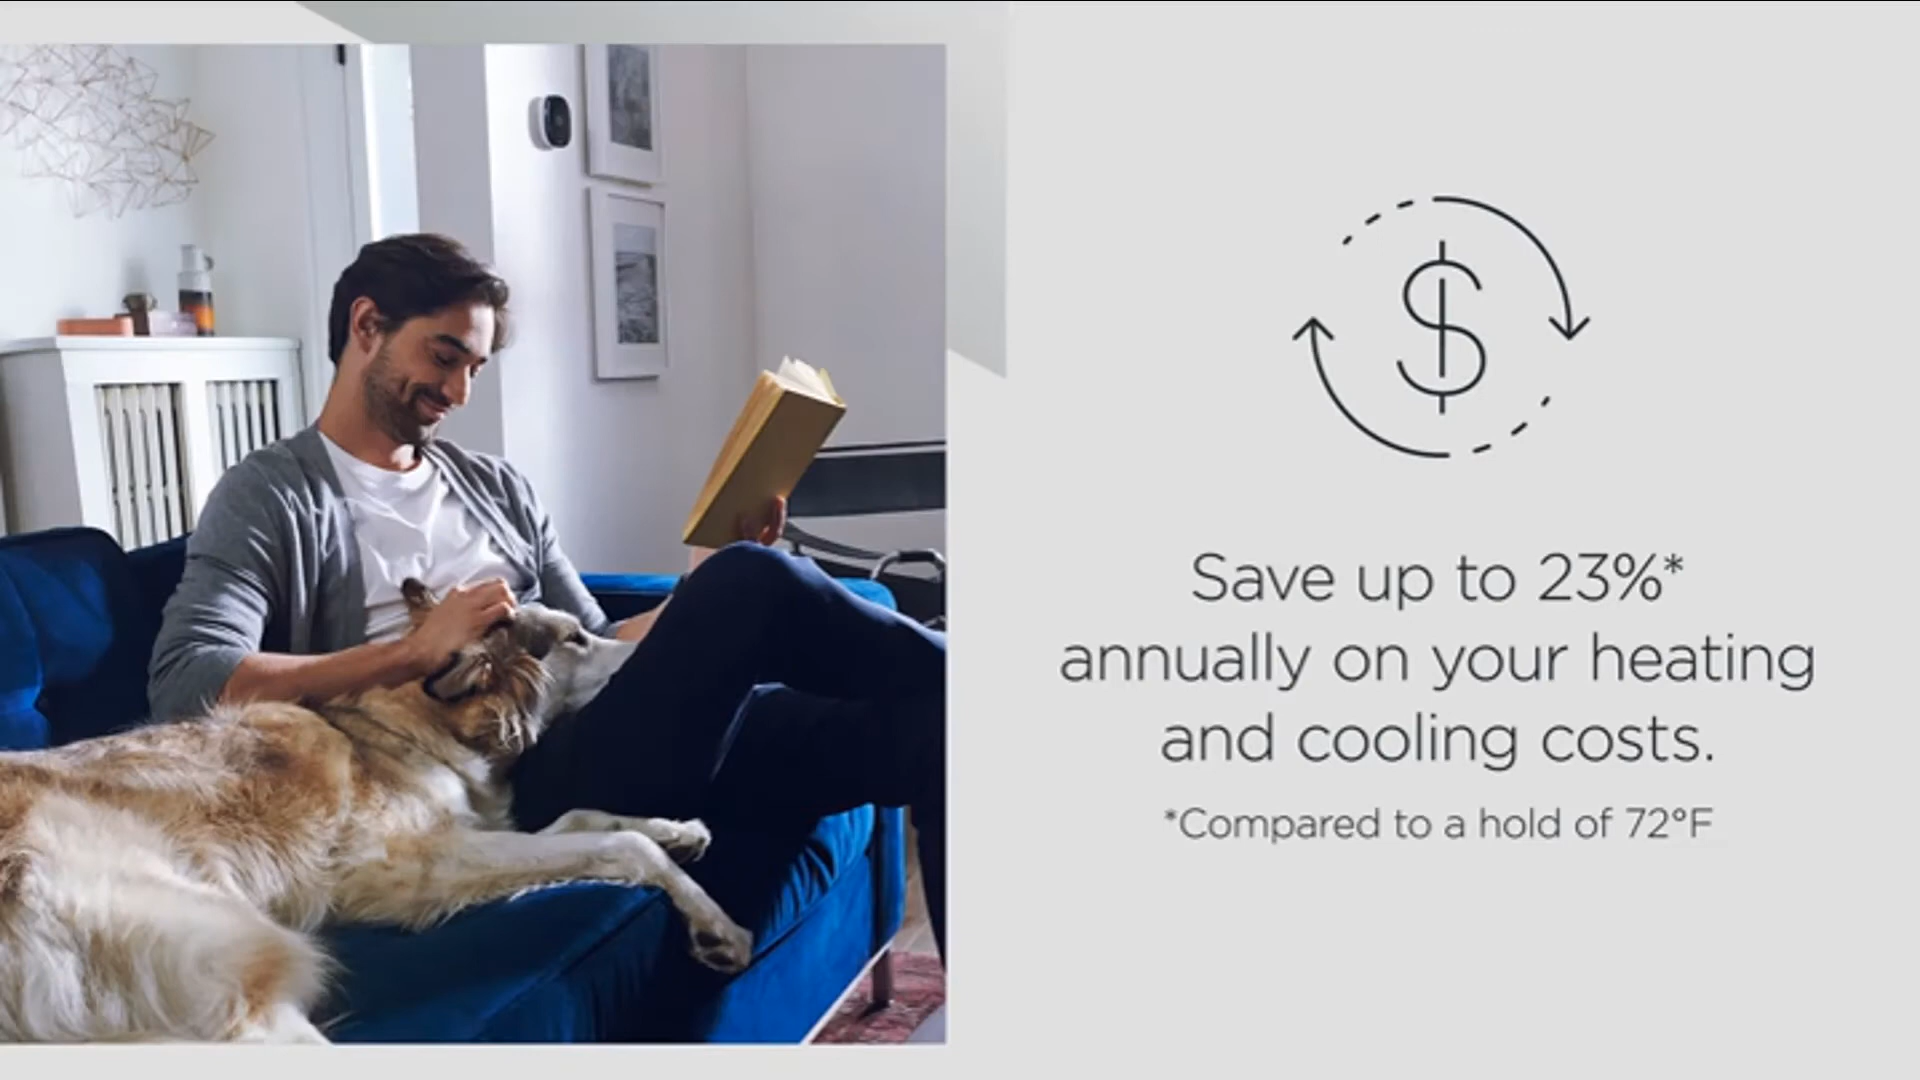 Save up to 23%*
annually on your heating
and cooling costs.
*Compared to a hold of 72°F